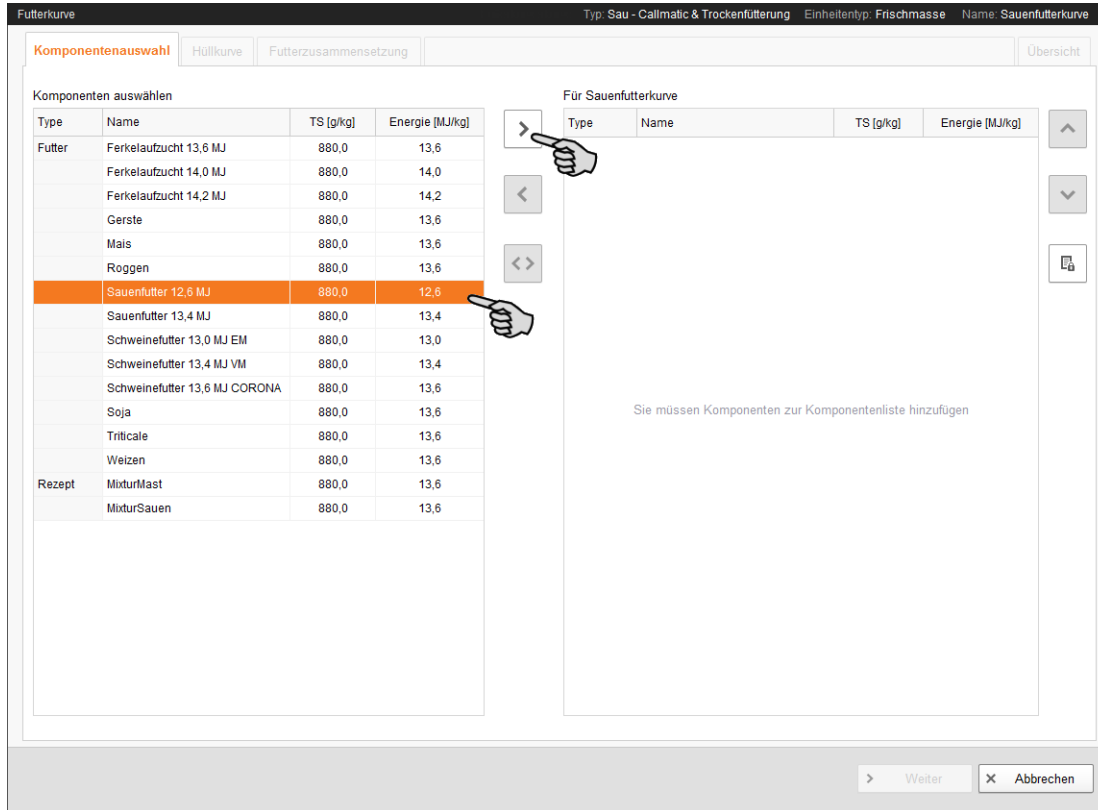 Futterkurve Typ: Sau - Callmatic & Trockenfütterung Einheitentyp: Frischmasse Name: Sauenfutterkurve
Komponentenauswahl Hüllkurve Futterzusammensetzung Übersicht
Komponenten auswählen
Type Name TS [g/kg] Energie [MJ/kg]
Futter Ferkelaufzucht 13,6 MJ 880,0 13,6
Ferkelaufzucht 14,0 MJ 880,0 14,0
Ferkelaufzucht 14,2 MJ 880,0 14,2
Gerste 880,0 13,6
Mais 880,0 13,6
Roggen 880,0 13,6
Sauenfutter 12,6 MJ 880,0 12,6
Sauenfutter 13,4 MJ 880,0 13,4
Schweinefutter 13,0 MJ EM 880,0 13,0
Schweinefutter 13,4 MJ VM 880,0 13,4
Schweinefutter 13,6 MJ CORONA 880,0 13,6
Soja 880,0 13,6
Triticale 880,0 13,6
Weizen 880,0 13,6
Rezept MixturMast 880,0 13,6
MixturSauen 880,0 13,6
Für Sauenfutterkurve
Type Name TS [g/kg] Energie [MJ/kg]
Sie müssen Komponenten zur Komponentenliste hinzufügen
Weiter Abbrechen